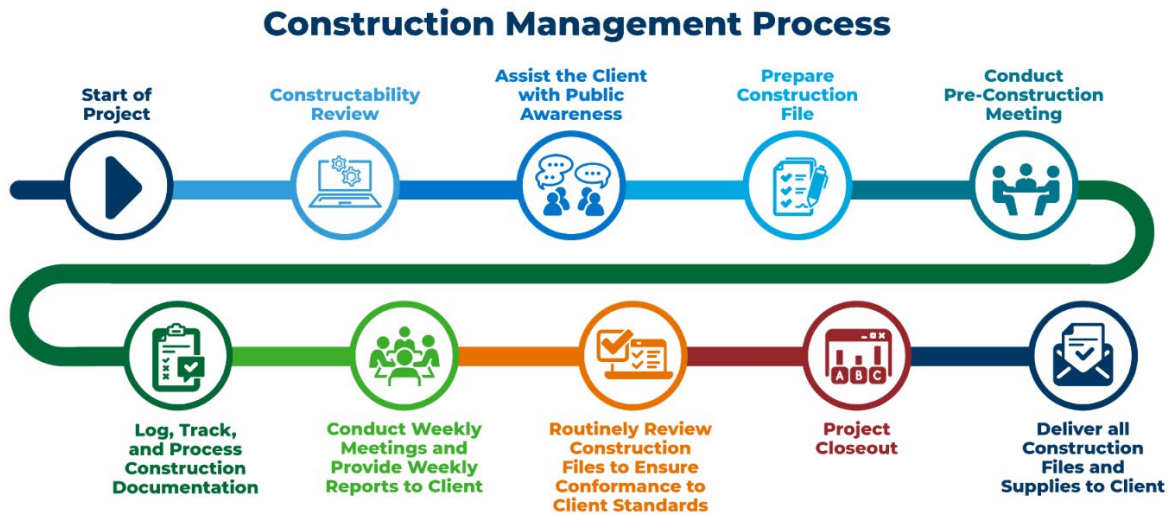 Construction Management Process
Start of
Project
Constructability
Review
Assist the Client
with Public
Awareness
Prepare
Construction
File
Conduct
Pre-Construction
Meeting
Log, Track,
and Process
Construction
Documentation
Conduct Weekly
Meetings and
Provide Weekly
Reports to Client
Routinely Review
Construction
Files to Ensure
Conformance to
Client Standards
A B C
Project
Closeout
Deliver all
Construction
Files and
Supplies to Client